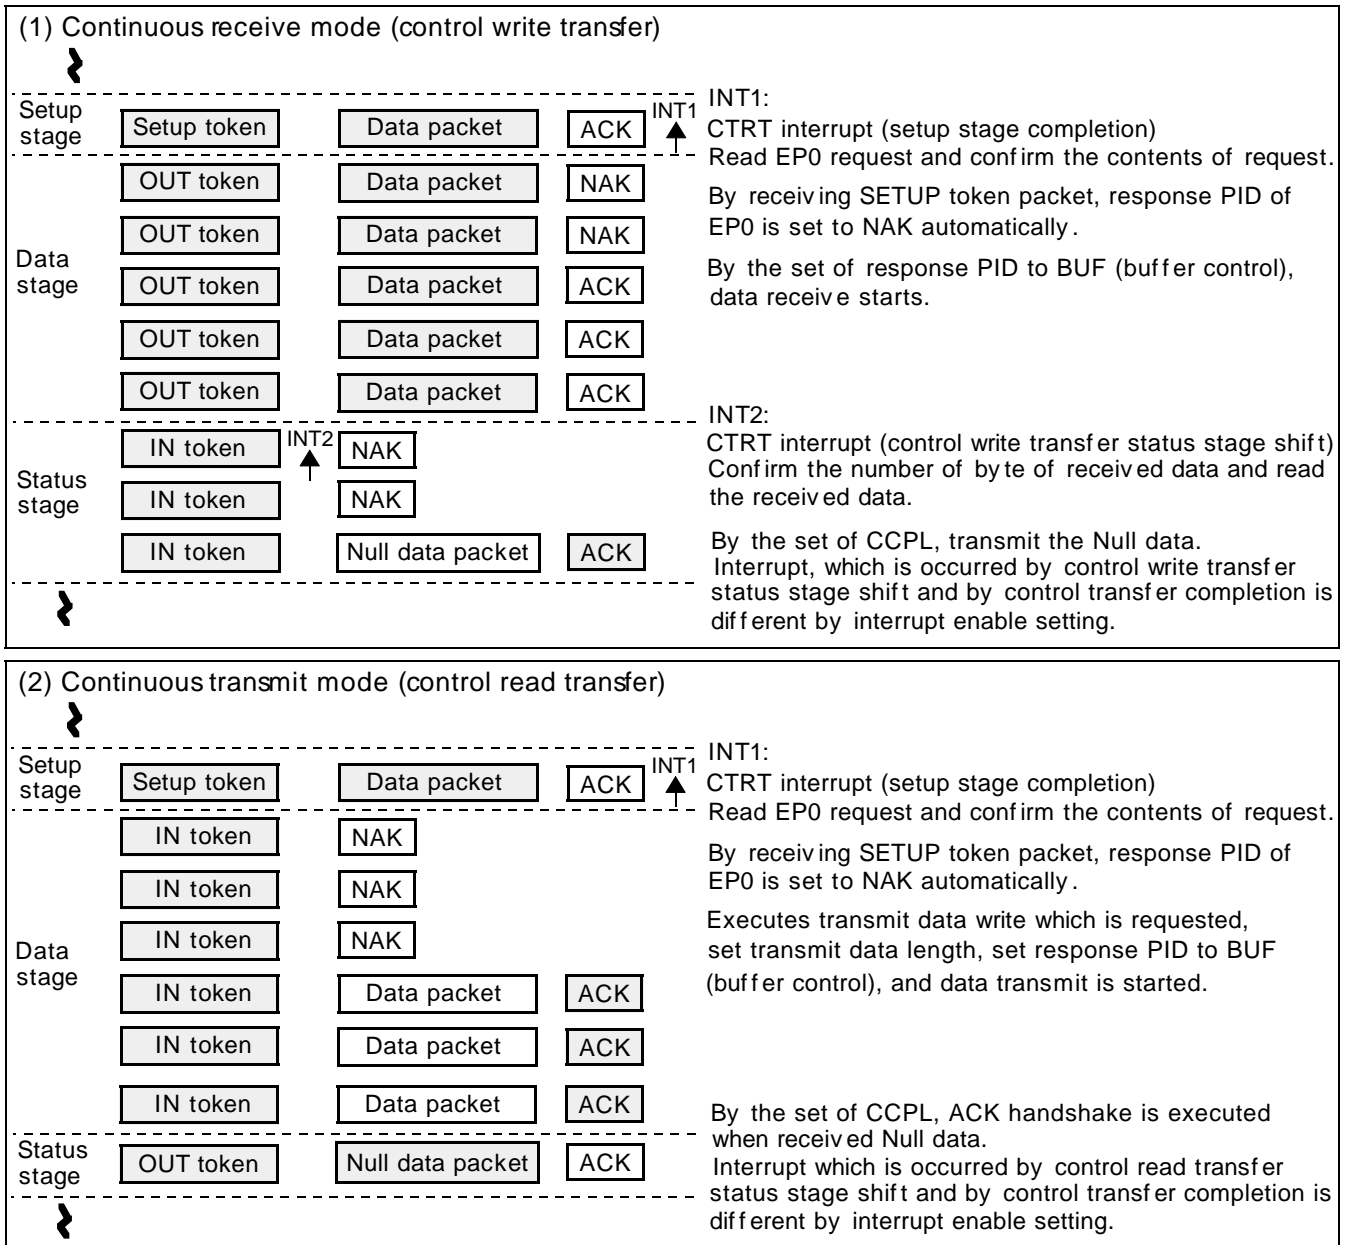 (1) Continuous receive mode (control write transfer)
Setup
stage
Setup token
Data packet
ACK
INT1
INT1:
CTRT interrupt (setup stage completion)
Read EP0 request and confirm the contents of request.
By receiving SETUP token packet, response PID of
EP0 is set to NAK automatically.
By the set of response PID to BUF (buffer control),
data receive starts.
Data
stage
OUT token
Data packet
NAK
OUT token
Data packet
NAK
OUT token
Data packet
ACK
OUT token
Data packet
ACK
OUT token
Data packet
ACK
INT2:
CTRT interrupt (control write transfer status stage shift)
Confirm the number of byte of received data and read
the received data.
Status
stage
IN token
INT2
NAK
IN token
NAK
IN token
Null data packet
ACK
By the set of CCPL, transmit the Null data.
Interrupt, which is occurred by control write transfer
status stage shift and by control transfer completion is
different by interrupt enable setting.
(2) Continuous transmit mode (control read transfer)
Setup
stage
Setup token
Data packet
ACK
INT1
INT1:
CTRT interrupt (setup stage completion)
Read EP0 request and confirm the contents of request.
By receiving SETUP token packet, response PID of
EP0 is set to NAK automatically.
Executes transmit data write which is requested,
set transmit data length, set response PID to BUF
(buffer control), and data transmit is started.
Data
stage
IN token
NAK
IN token
NAK
IN token
NAK
IN token
Data packet
ACK
IN token
Data packet
ACK
IN token
Data packet
ACK
Status
stage
OUT token
Null data packet
ACK
By the set of CCPL, ACK handshake is executed
when received Null data.
Interrupt which is occurred by control read transfer
status stage shift and by control transfer completion is
different by interrupt enable setting.